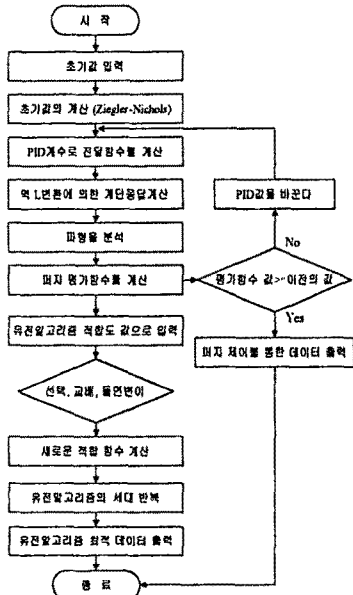 시 작
초기값 입력
초기값의 계산 (Ziegler-Nichols)
PID계수로 전달함수를 계산
역 L변환에 의한 계단응답계산
PID값을 바꾼다
파형을 분석
No
퍼지 평가함수를 계산
평가함수 값>=이전의 값
Yes
유전알고리즘 적합도 값으로 입력
퍼지 제어를 통한 데이터 출력
선택, 교배, 돌연변이
새로운 적합 함수 계산
유전알고리즘의 세대 반복
유전알고리즘 최적 데이터 출력
종 료